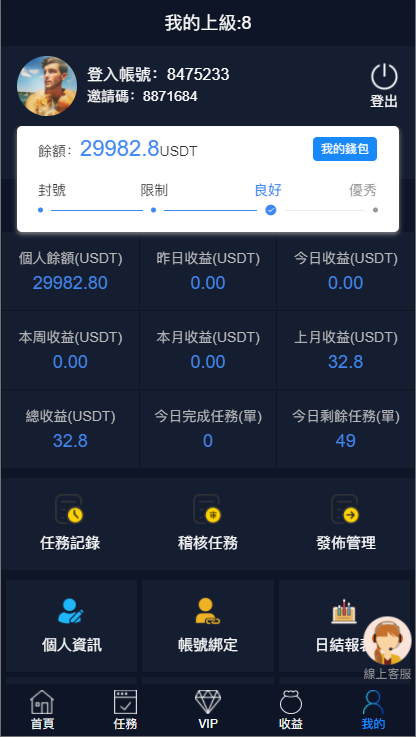 我的上級:8
登入帳號：8475233
邀請碼：8871684
登出
餘額：29982.8USDT
我的錢包
封號 限制 良好 優秀
個人餘額(USDT) 昨日收益(USDT) 今日收益(USDT)
29982.80 0.00 0.00
本周收益(USDT) 本月收益(USDT) 上月收益(USDT)
0.00 0.00 32.8
總收益(USDT) 今日完成任務(單) 今日剩餘任務(單)
32.8 0 49
任務記錄 稽核任務 發佈管理
個人資訊 帳號綁定 日結報表
線上客服
首頁 任務 VIP 收益 我的